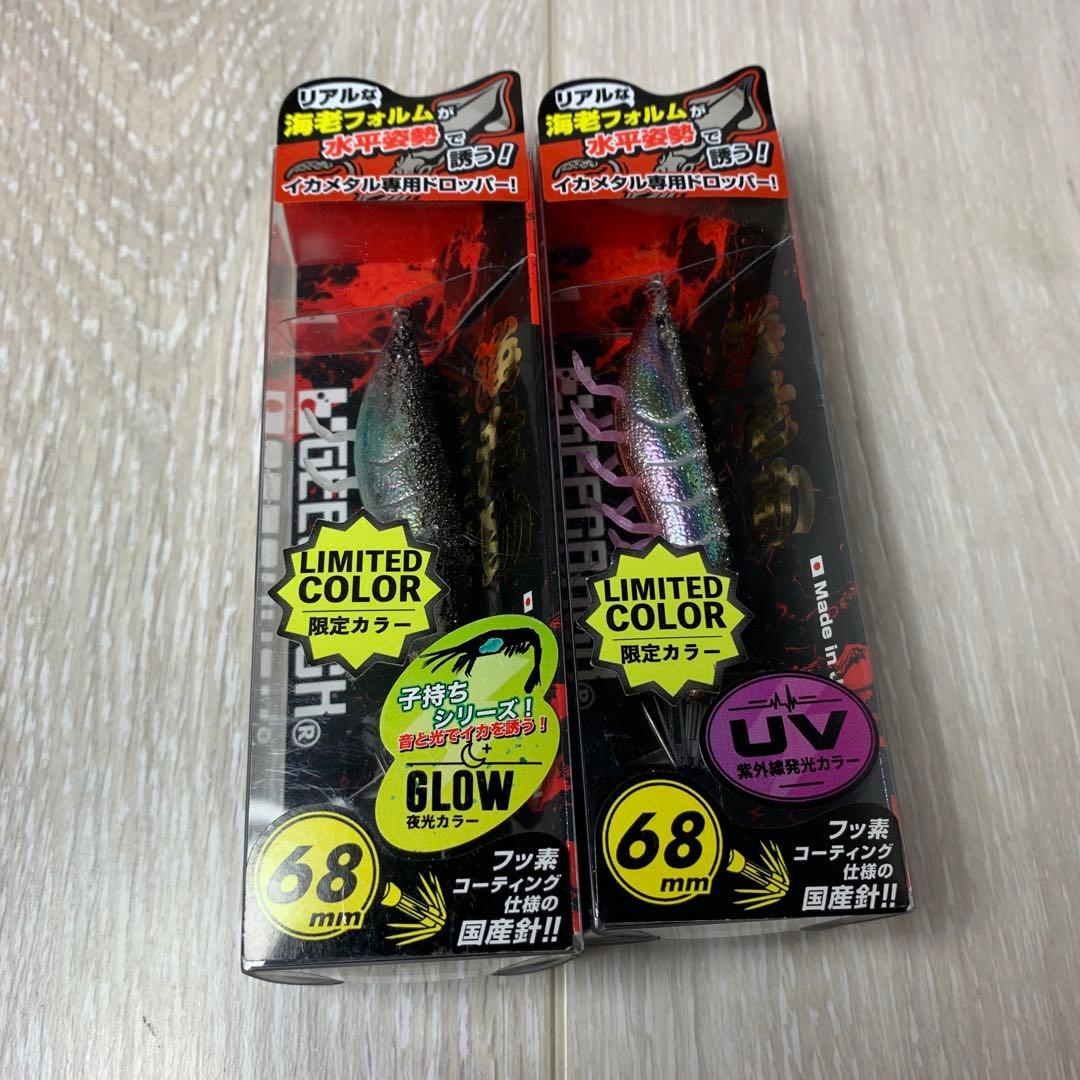 リアルな
海老フォルムが
水平姿勢で
誘う!
イカメタル専用ドロッパー!
LIMITED
COLOR
限定カラー
子持ち
シリーズ!
音と光でイカを誘う!
+
GLOW
夜光カラー
68
mm
フッ素
コーティング
仕様の
国産針!!
リアルな
海老フォルムが
水平姿勢で
誘う!
イカメタル専用ドロッパー!
Made in
LIMITED
COLOR
限定カラー
UV
紫外線発光カラー
68
mm
フッ素
コーティング
仕様の
国産針!!